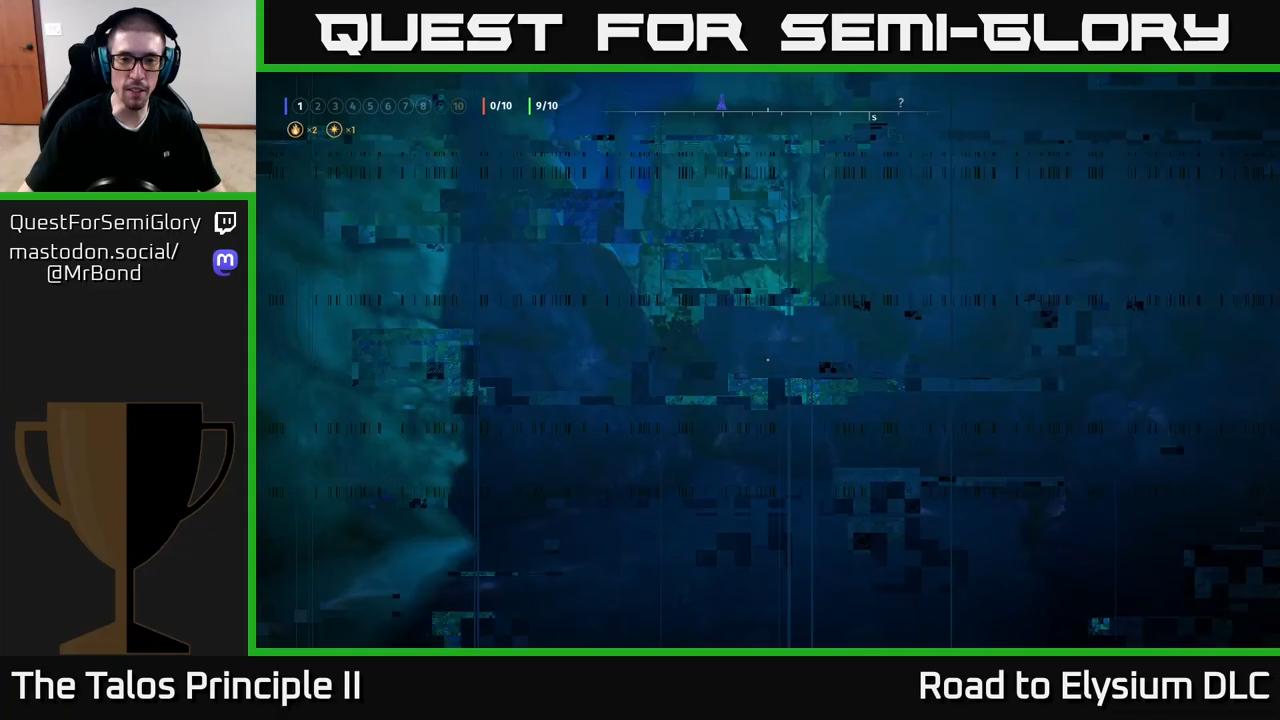 QUEST FOR SEMI-GLORY
1 2 3 4 5 6 7 8 9 10 0/10 9/10
×2 ×1
?
S
QuestForSemiGlory
mastodon.social/
@MrBond
The Talos Principle II
Road to Elysium DLC